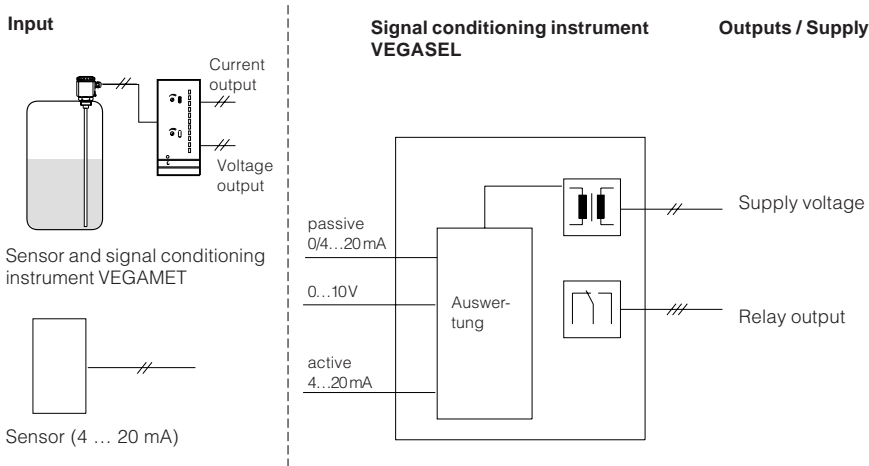 Input
Signal conditioning instrument
VEGASEL
Outputs / Supply
Current
output
Voltage
output
Sensor and signal conditioning
instrument VEGAMET
Sensor (4 … 20 mA)
passive
0/4…20 mA
0…10 V
active
4…20 mA
Auswer-
tung
Supply voltage
Relay output